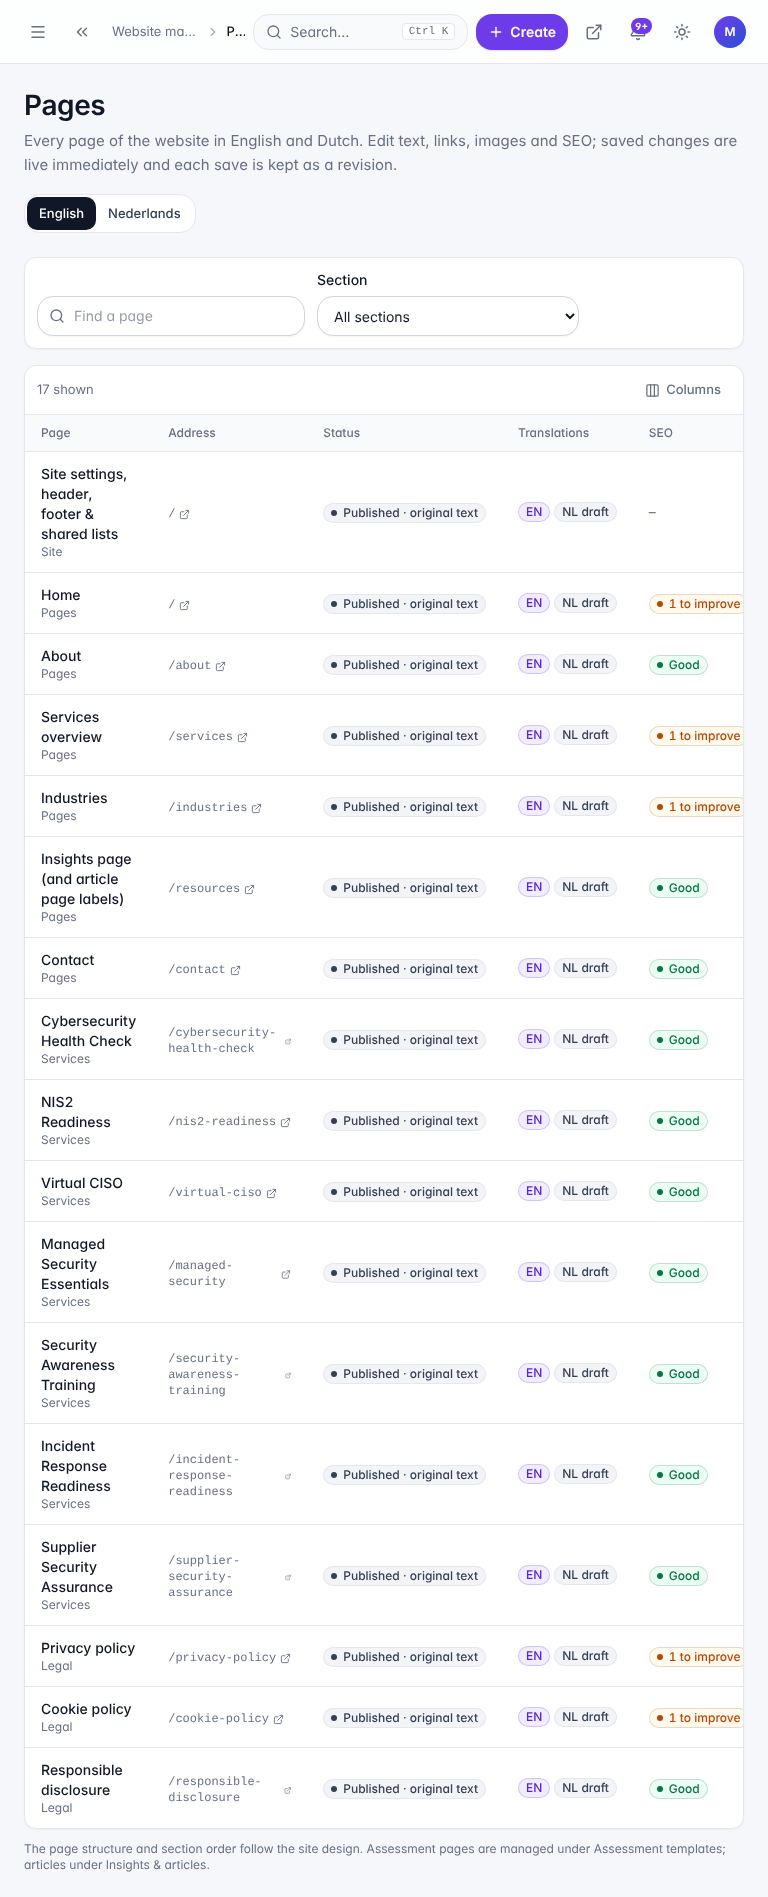 Website ma... > P...
Search...
Ctrl K
+ Create
9+
M
Pages
Every page of the website in English and Dutch. Edit text, links, images and SEO; saved changes are
live immediately and each save is kept as a revision.
English
Nederlands
Section
Find a page
All sections
17 shown
Columns
Page Address Status Translations SEO
Site settings,
header,
footer &
shared lists
Site
/
Published · original text
EN NL draft
–
Home
Pages
/
Published · original text
EN NL draft
1 to improve
About
Pages
/about
Published · original text
EN NL draft
Good
Services
overview
Pages
/services
Published · original text
EN NL draft
1 to improve
Industries
Pages
/industries
Published · original text
EN NL draft
1 to improve
Insights page
(and article
page labels)
Pages
/resources
Published · original text
EN NL draft
Good
Contact
Pages
/contact
Published · original text
EN NL draft
Good
Cybersecurity
Health Check
Services
/cybersecurity-
health-check
Published · original text
EN NL draft
Good
NIS2
Readiness
Services
/nis2-readiness
Published · original text
EN NL draft
Good
Virtual CISO
Services
/virtual-ciso
Published · original text
EN NL draft
Good
Managed
Security
Essentials
Services
/managed-
security
Published · original text
EN NL draft
Good
Security
Awareness
Training
Services
/security-
awareness-
training
Published · original text
EN NL draft
Good
Incident
Response
Readiness
Services
/incident-
response-
readiness
Published · original text
EN NL draft
Good
Supplier
Security
Assurance
Services
/supplier-
security-
assurance
Published · original text
EN NL draft
Good
Privacy policy
Legal
/privacy-policy
Published · original text
EN NL draft
1 to improve
Cookie policy
Legal
/cookie-policy
Published · original text
EN NL draft
1 to improve
Responsible
disclosure
Legal
/responsible-
disclosure
Published · original text
EN NL draft
Good
The page structure and section order follow the site design. Assessment pages are managed under Assessment templates;
articles under Insights & articles.